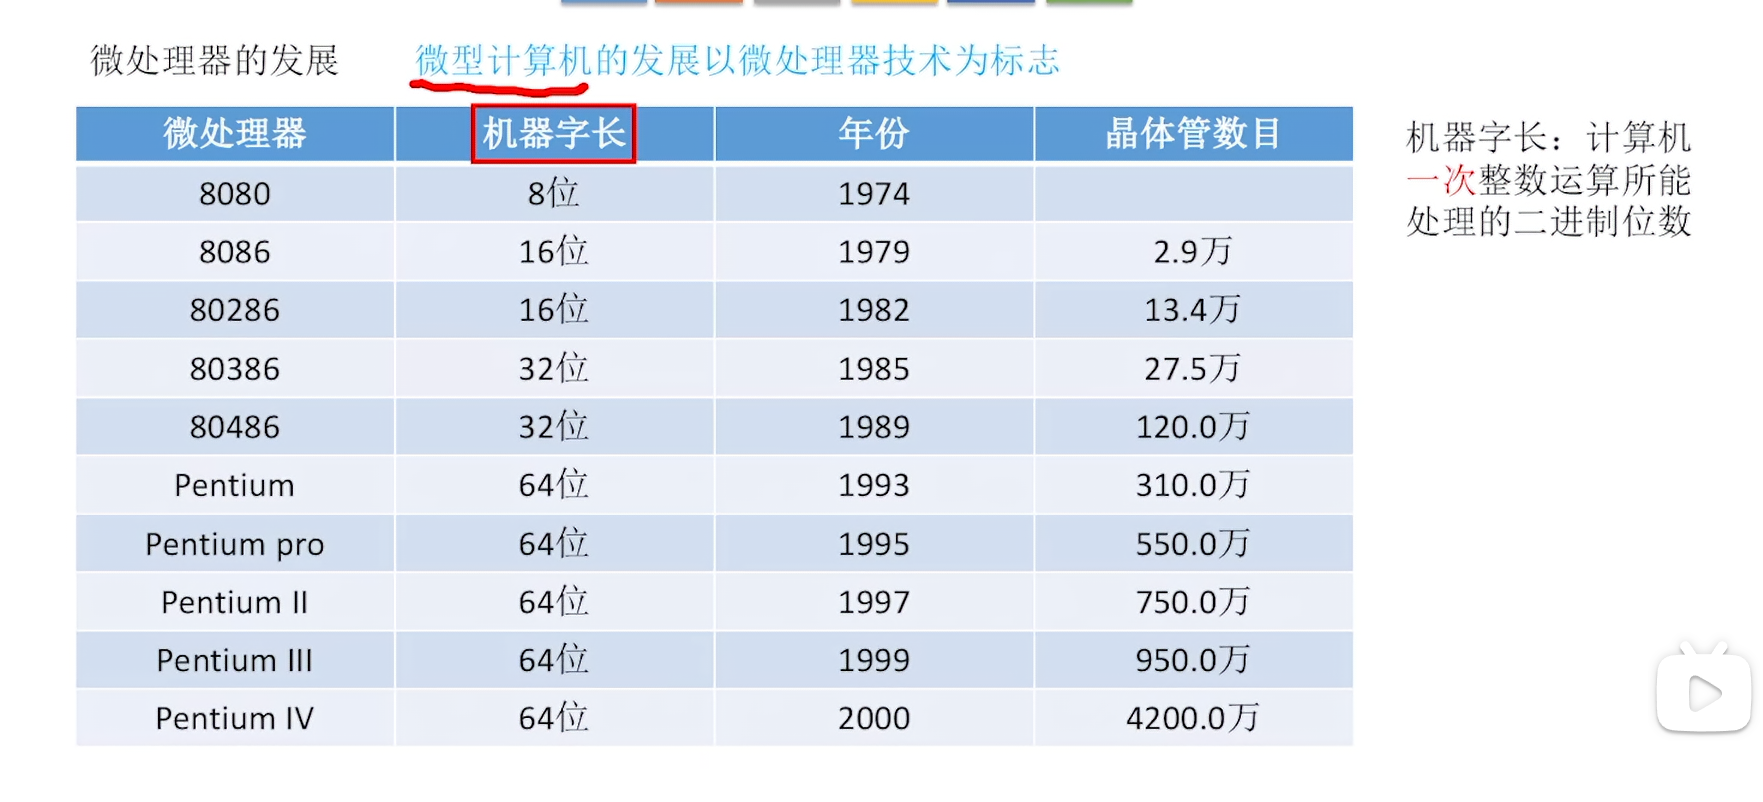 微处理器的发展 微型计算机的发展以微处理器技术为标志
微处理器 机器字长 年份 晶体管数目
8080 8位 1974
8086 16位 1979 2.9万
80286 16位 1982 13.4万
80386 32位 1985 27.5万
80486 32位 1989 120.0万
Pentium 64位 1993 310.0万
Pentium pro 64位 1995 550.0万
Pentium II 64位 1997 750.0万
Pentium III 64位 1999 950.0万
Pentium IV 64位 2000 4200.0万
机器字长：计算机
一次整数运算所能
处理的二进制位数